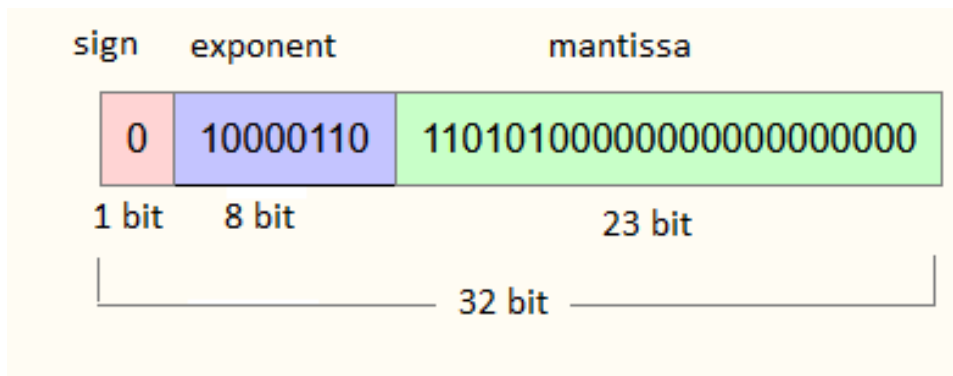 sign exponent mantissa
0 10000110 11010100000000000000000
1 bit 8 bit 23 bit
32 bit